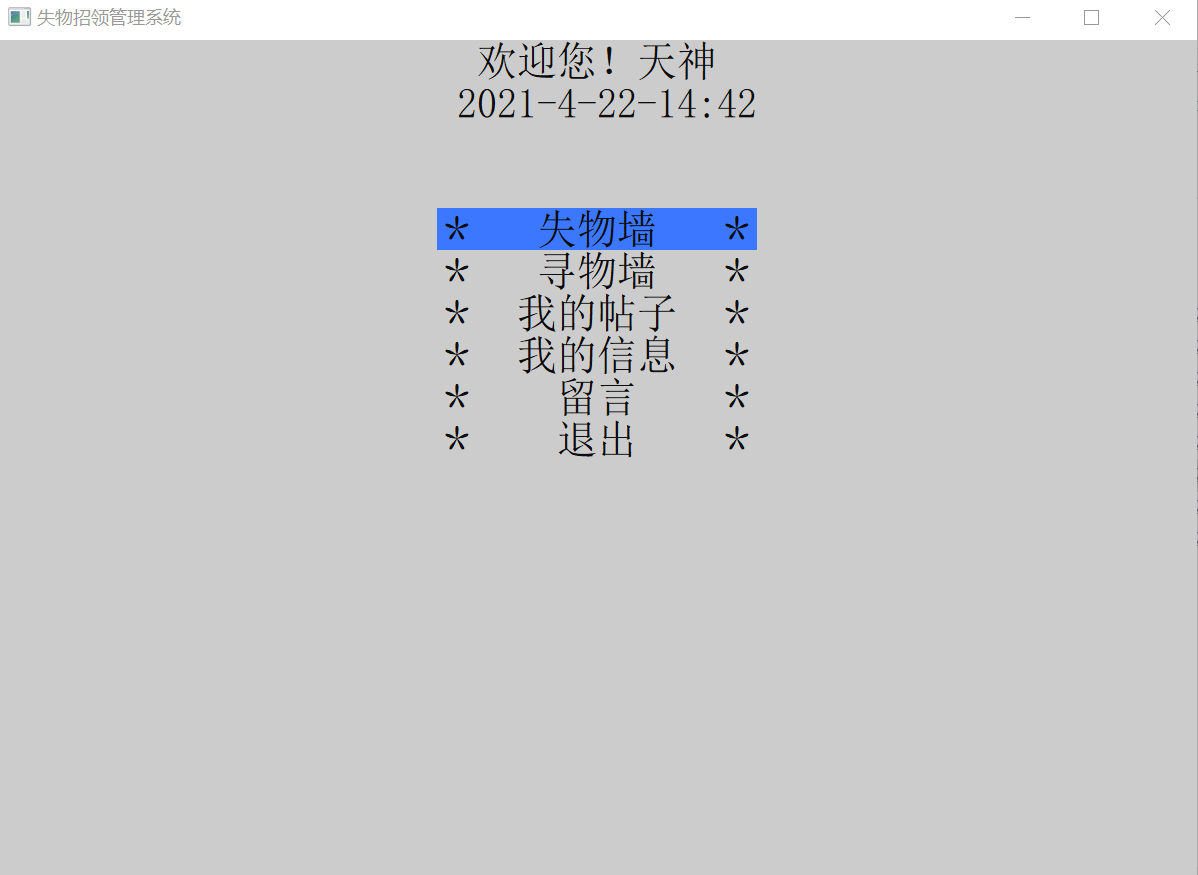 失物招领管理系统
欢迎您！天神
2021-4-22-14:42
* 失物墙 *
* 寻物墙 *
* 我的帖子 *
* 我的信息 *
* 留言 *
* 退出 *